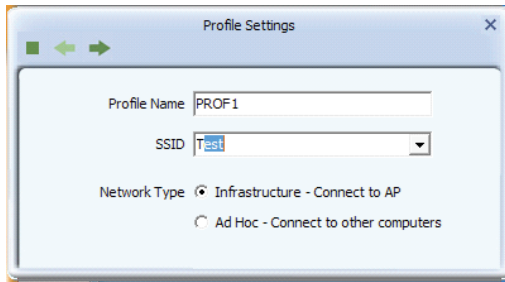 Profile Settings
Profile Name PROF1
SSID Test
Network Type Infrastructure - Connect to AP
Ad Hoc - Connect to other computers